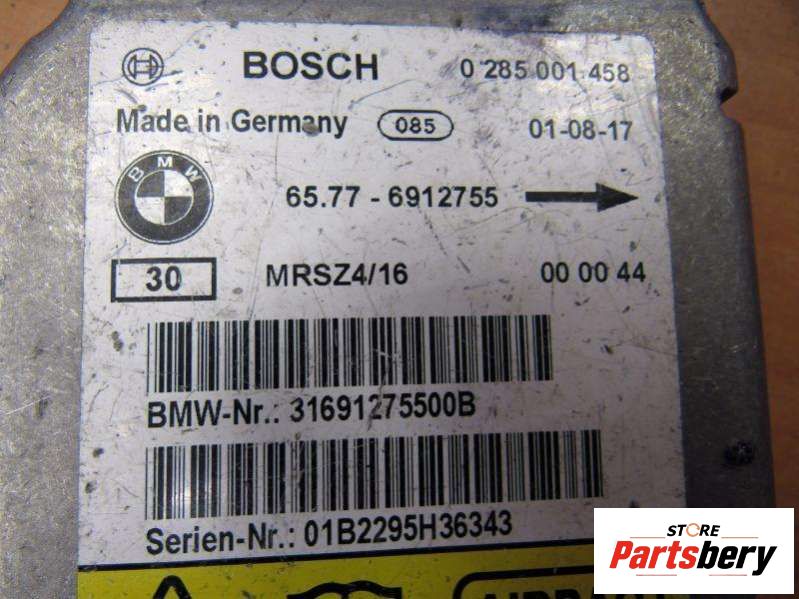 BOSCH 0 285 001 458
Made in Germany 085 01-08-17
BMW
65.77 - 6912755
30 MRSZ4/16 00 00 44
BMW-Nr.: 31691275500B
Serien-Nr.: 01B2295H36343
AIRBAG
STORE
Partsbery